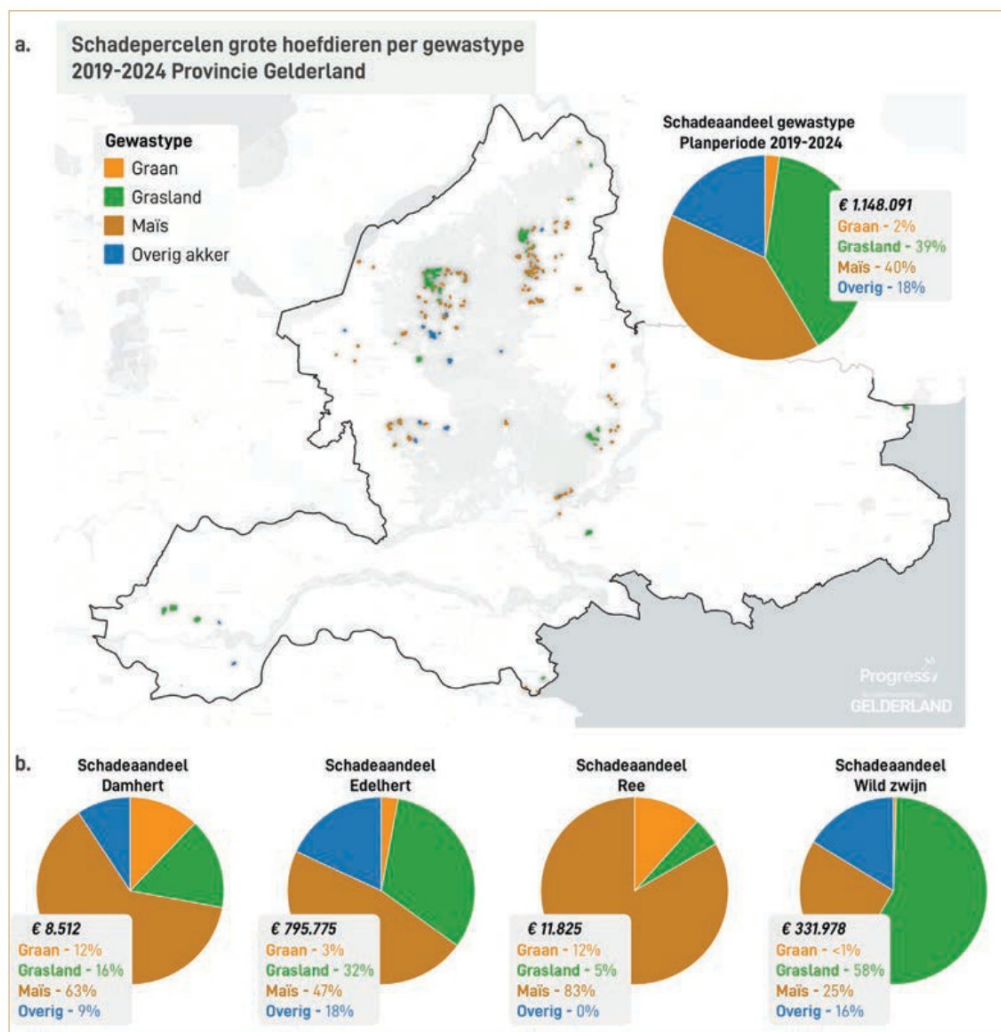 a.
Schadepercelen grote hoefdieren per gewastype
2019-2024 Provincie Gelderland
Gewastype
Graan
Grasland
Maïs
Overig akker
Schadeaandeel gewastype
Planperiode 2019-2024
€ 1.148.091
Graan - 2%
Grasland - 39%
Maïs - 40%
Overig - 18%
Progress
GELDERLAND
b.
Schadeaandeel
Damhert
€ 8.512
Graan - 12%
Grasland - 16%
Maïs - 63%
Overig - 9%
Schadeaandeel
Edelhert
€ 795.775
Graan - 3%
Grasland - 32%
Maïs - 47%
Overig - 18%
Schadeaandeel
Ree
€ 11.825
Graan - 12%
Grasland - 5%
Maïs - 83%
Overig - 0%
Schadeaandeel
Wild zwijn
€ 331.978
Graan - <1%
Grasland - 58%
Maïs - 25%
Overig - 16%